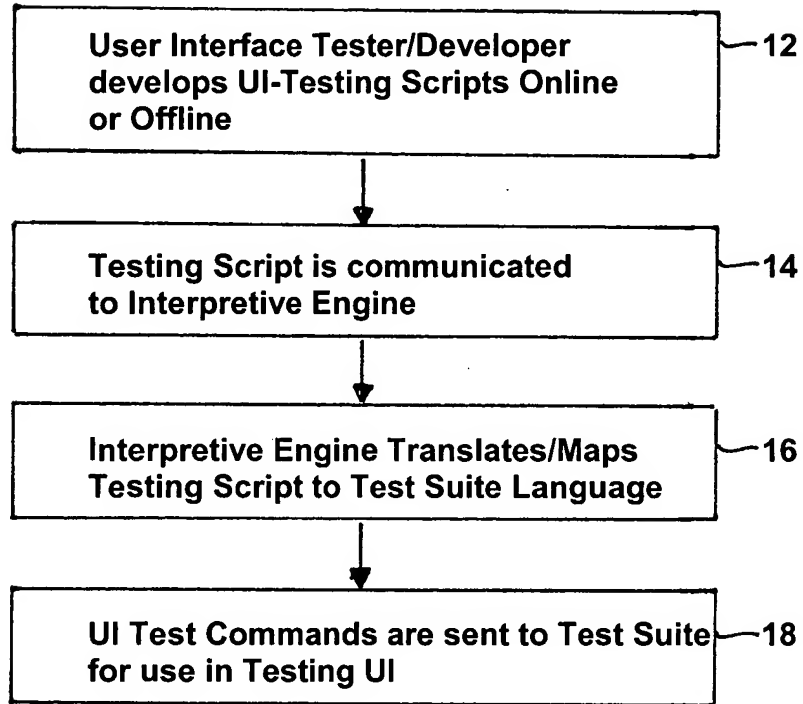 User Interface Tester/Developer
develops UI-Testing Scripts Online
or Offline
12
Testing Script is communicated
to Interpretive Engine
14
Interpretive Engine Translates/Maps
Testing Script to Test Suite Language
16
UI Test Commands are sent to Test Suite
for use in Testing UI
18